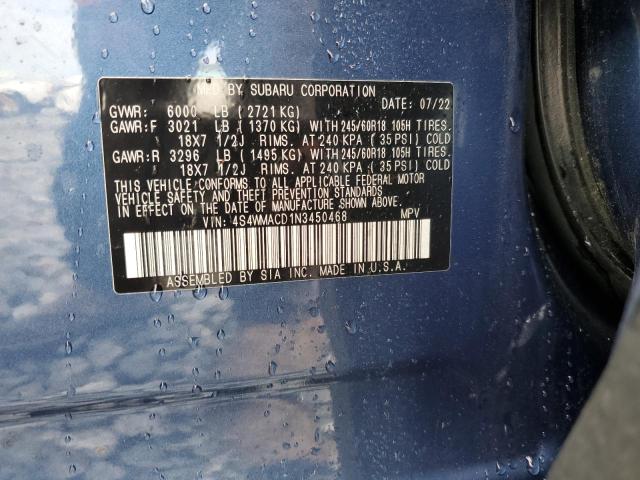 MFD. BY SUBARU CORPORATION
GVWR: 6000 LB ( 2721 KG) DATE: 07/22
GAWR:F 3021 LB ( 1370 KG) WITH 245/60R18 105H TIRES,
18X7 1/2J RIMS, AT 240 KPA ( 35 PSI) COLD
GAWR:R 3296 LB ( 1495 KG) WITH 245/60R18 105H TIRES,
18X7 1/2J RIMS, AT 240 KPA ( 35 PSI) COLD
THIS VEHICLE CONFORMS TO ALL APPLICABLE FEDERAL MOTOR
VEHICLE SAFETY AND BUMPER PREVENTION STANDARDS
IN EFFECT ON THE DATE OF MANUFACTURE SHOWN ABOVE.
VIN: 4S4WMACD1N3450468 MPV
ASSEMBLED BY SIA INC. MADE IN U.S.A.